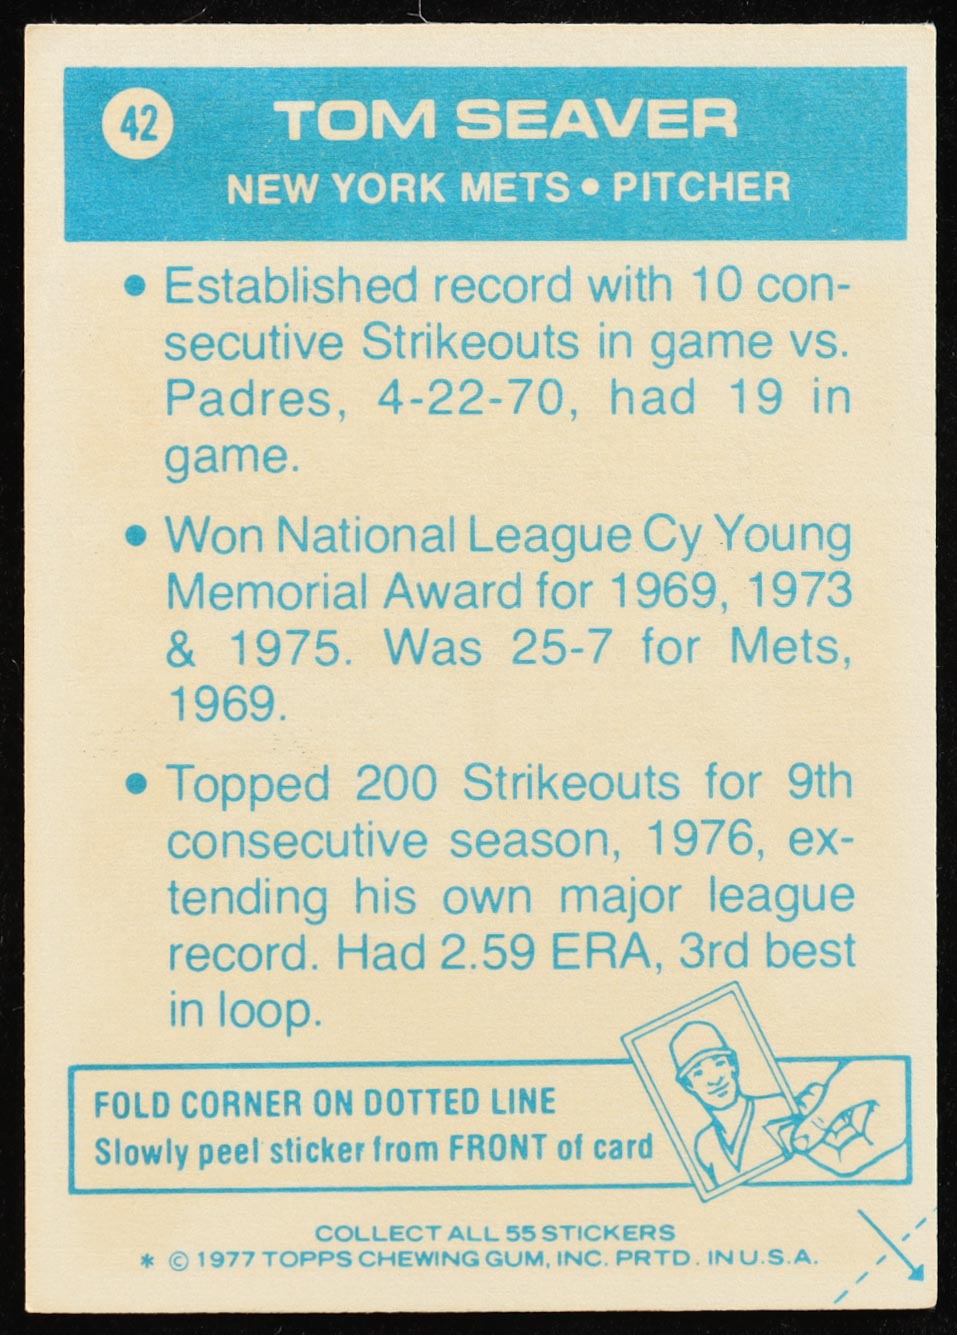 42
TOM SEAVER
NEW YORK METS • PITCHER
• Established record with 10 con-
secutive Strikeouts in game vs.
Padres, 4-22-70, had 19 in
game.
• Won National League Cy Young
Memorial Award for 1969, 1973
& 1975. Was 25-7 for Mets,
1969.
• Topped 200 Strikeouts for 9th
consecutive season, 1976, ex-
tending his own major league
record. Had 2.59 ERA, 3rd best
in loop.
FOLD CORNER ON DOTTED LINE
Slowly peel sticker from FRONT of card
COLLECT ALL 55 STICKERS
* © 1977 TOPPS CHEWING GUM, INC. PRTD. IN U.S.A.